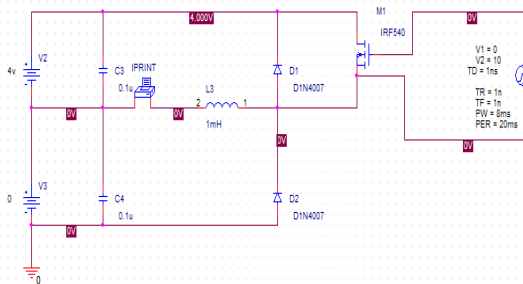 4.000V
M1
0V
IRF540
V1 = 0
V2 = 10
TD = 1ns
TR = 1n
TF = 1n
PW = 8ms
PER = 20ms
V2
4v
C3
0.1u
IPRINT
L3
2
1
1mH
D1
D1N4007
0V
0V
0V
0V
V3
0
C4
0.1u
D2
D1N4007
0V
0